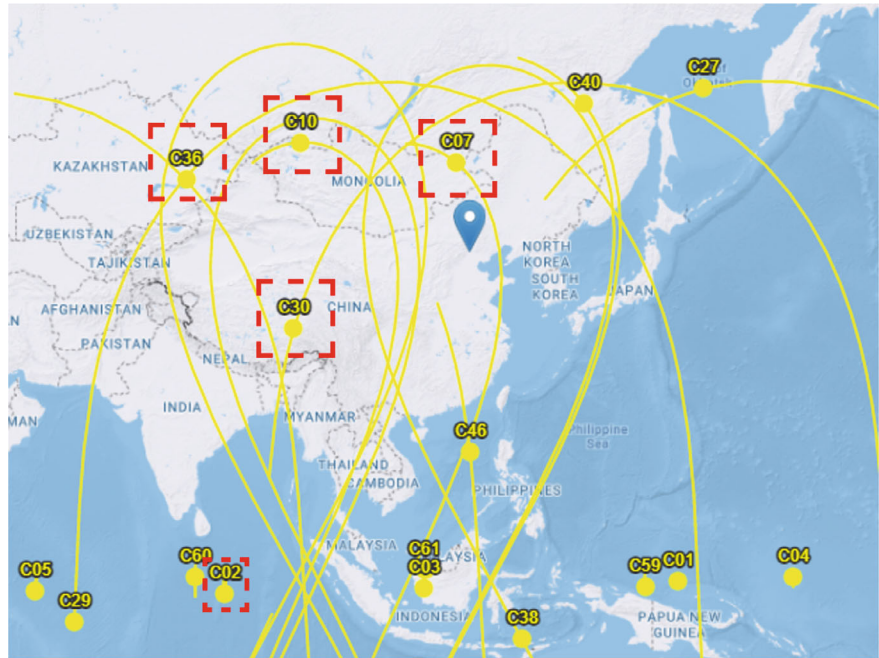 C27
Okhotsk
C40
C10
C07
C36
KAZAKHSTAN
MONGOLIA
UZBEKISTAN
TAJIKISTAN
NORTH
KOREA
SOUTH
KOREA
JAPAN
AFGHANISTAN
C30
CHINA
PAKISTAN
NEPAL
INDIA
MYANMAR
Philippine
Sea
C46
THAILAND
CAMBODIA
PHILIPPINES
MALAYSIA
C61
MALAYSIA
C05
C60
C02
C03
C59
C01
C04
C29
INDONESIA
C38
PAPUA NEW
GUINEA